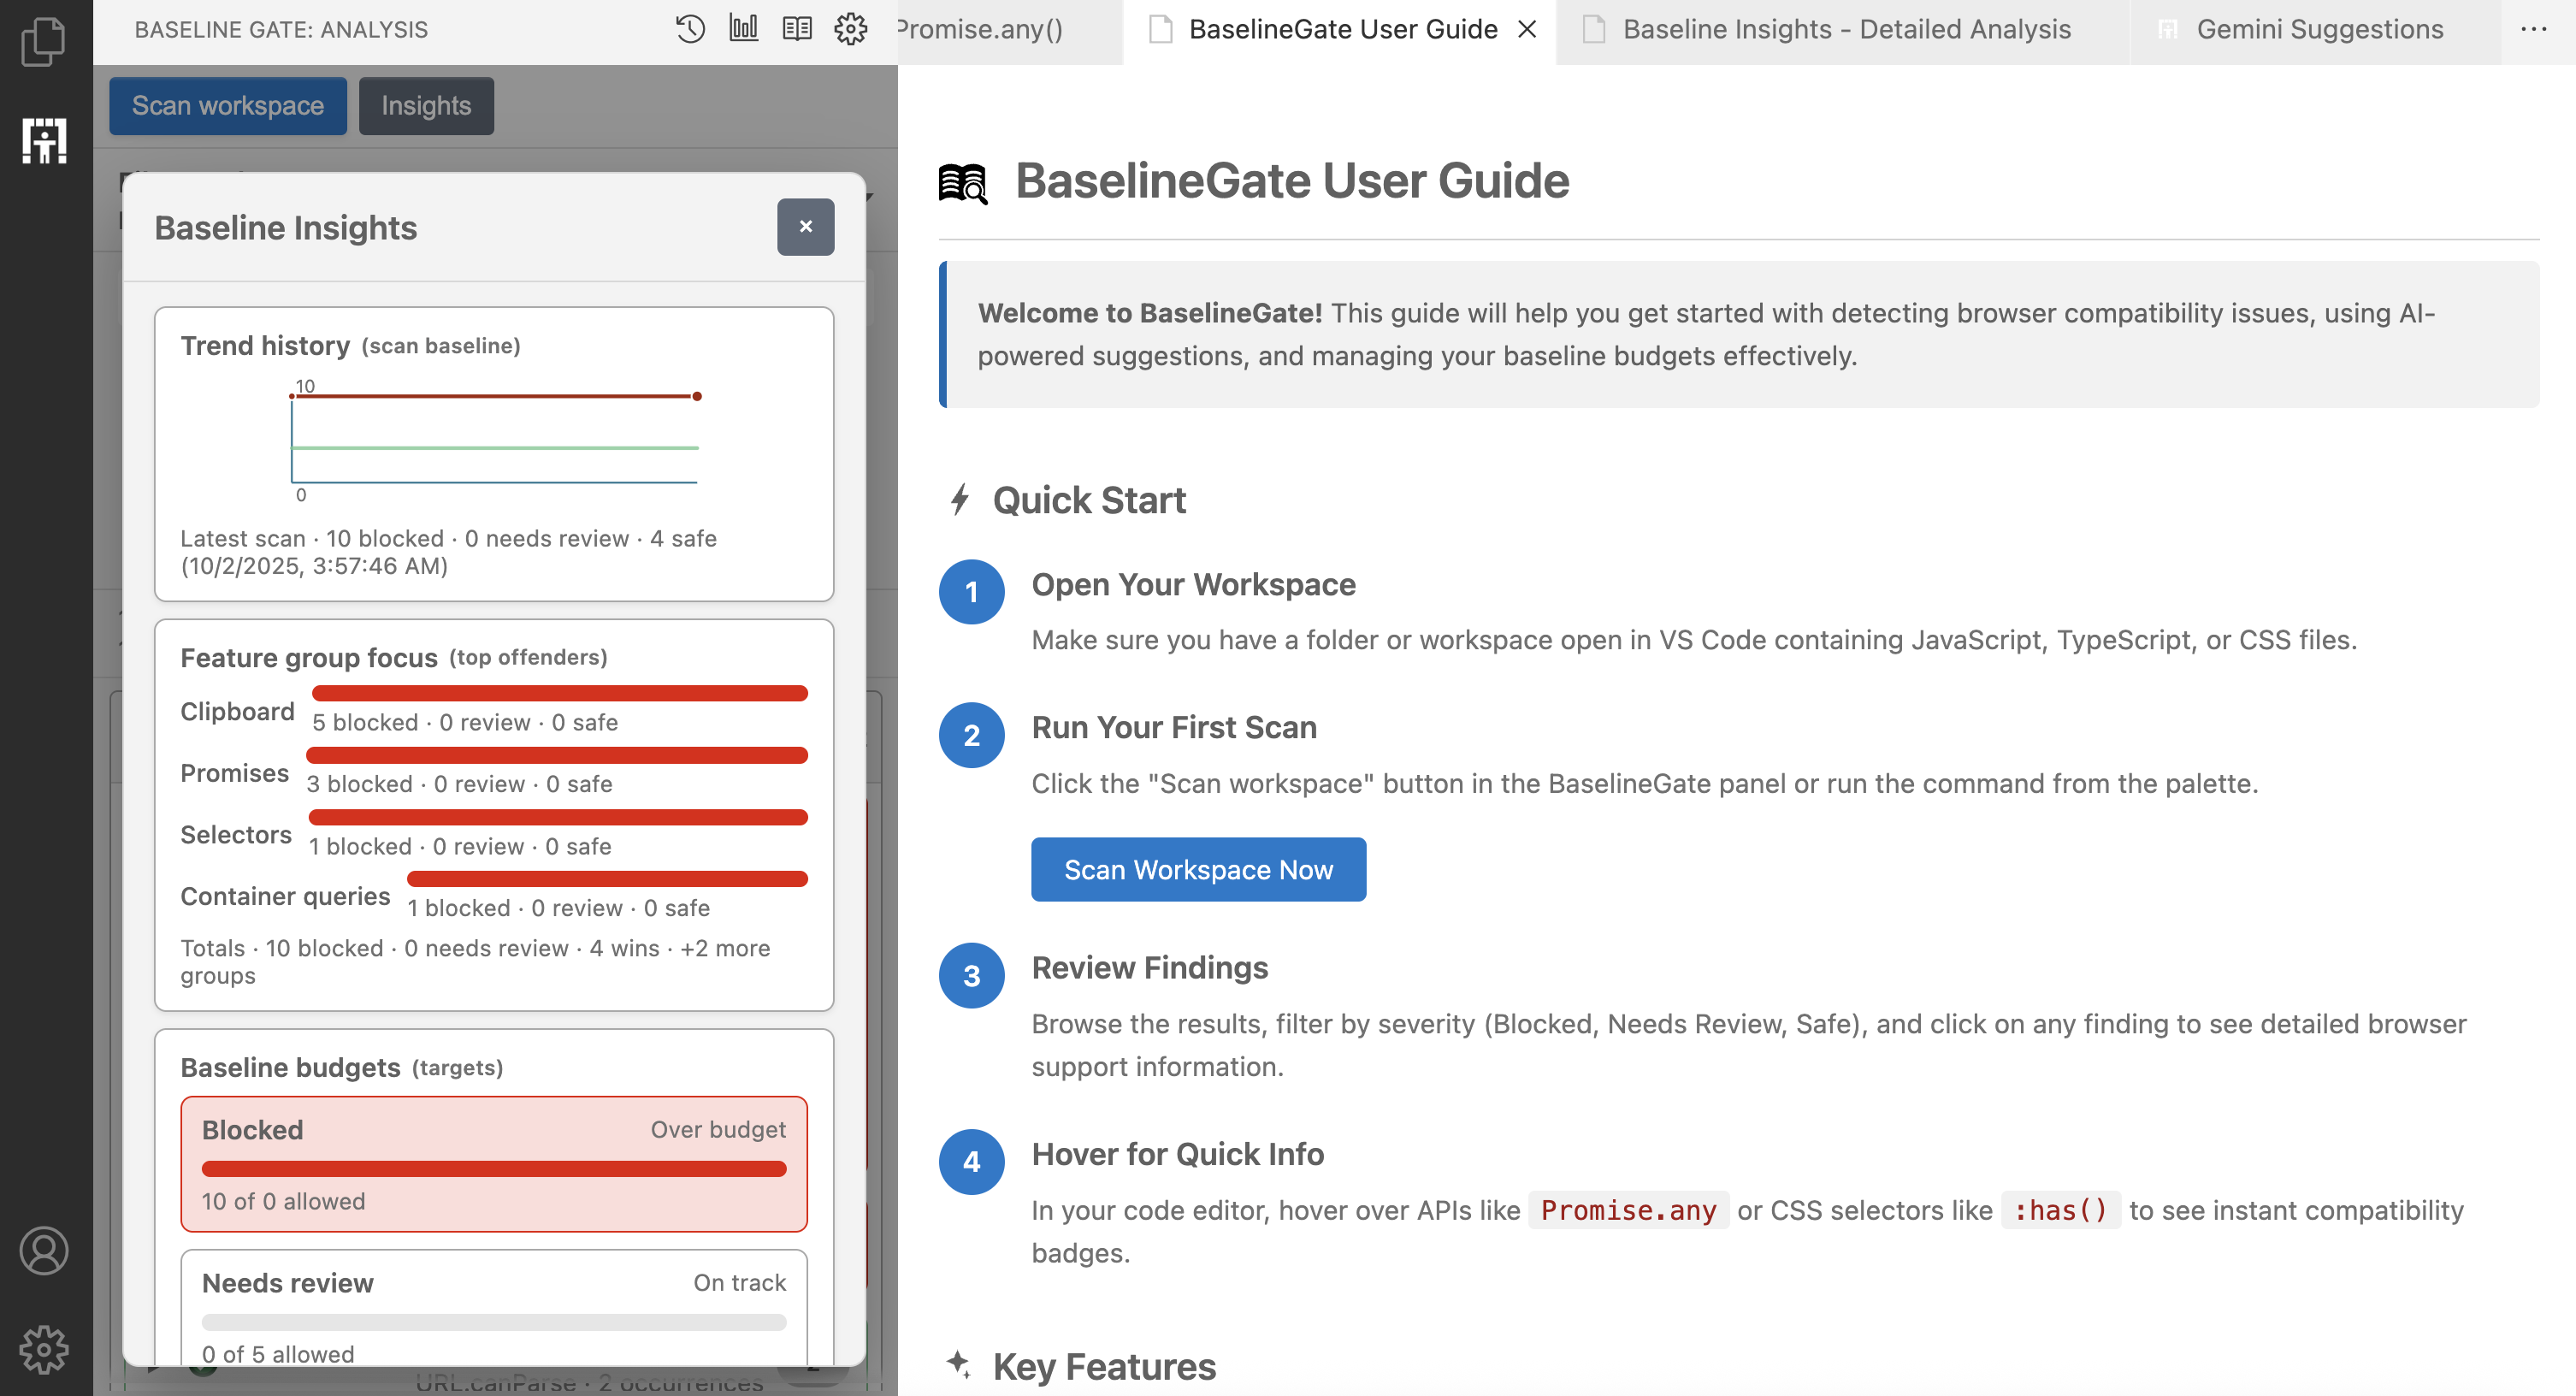 BASELINE GATE: ANALYSIS
Promise.any()
BaselineGate User Guide
Baseline Insights - Detailed Analysis
Gemini Suggestions
Scan workspace
Insights
Baseline Insights
×
Trend history (scan baseline)
10
0
Latest scan · 10 blocked · 0 needs review · 4 safe
(10/2/2025, 3:57:46 AM)
Feature group focus (top offenders)
Clipboard
5 blocked · 0 review · 0 safe
Promises
3 blocked · 0 review · 0 safe
Selectors
1 blocked · 0 review · 0 safe
Container queries
1 blocked · 0 review · 0 safe
Totals · 10 blocked · 0 needs review · 4 wins · +2 more
groups
Baseline budgets (targets)
Blocked
Over budget
10 of 0 allowed
Needs review
On track
0 of 5 allowed
URL.canParse · 2 occurrences
BaselineGate User Guide
Welcome to BaselineGate! This guide will help you get started with detecting browser compatibility issues, using AI-
powered suggestions, and managing your baseline budgets effectively.
Quick Start
1
Open Your Workspace
Make sure you have a folder or workspace open in VS Code containing JavaScript, TypeScript, or CSS files.
2
Run Your First Scan
Click the "Scan workspace" button in the BaselineGate panel or run the command from the palette.
Scan Workspace Now
3
Review Findings
Browse the results, filter by severity (Blocked, Needs Review, Safe), and click on any finding to see detailed browser
support information.
4
Hover for Quick Info
In your code editor, hover over APIs like Promise.any or CSS selectors like :has() to see instant compatibility
badges.
Key Features